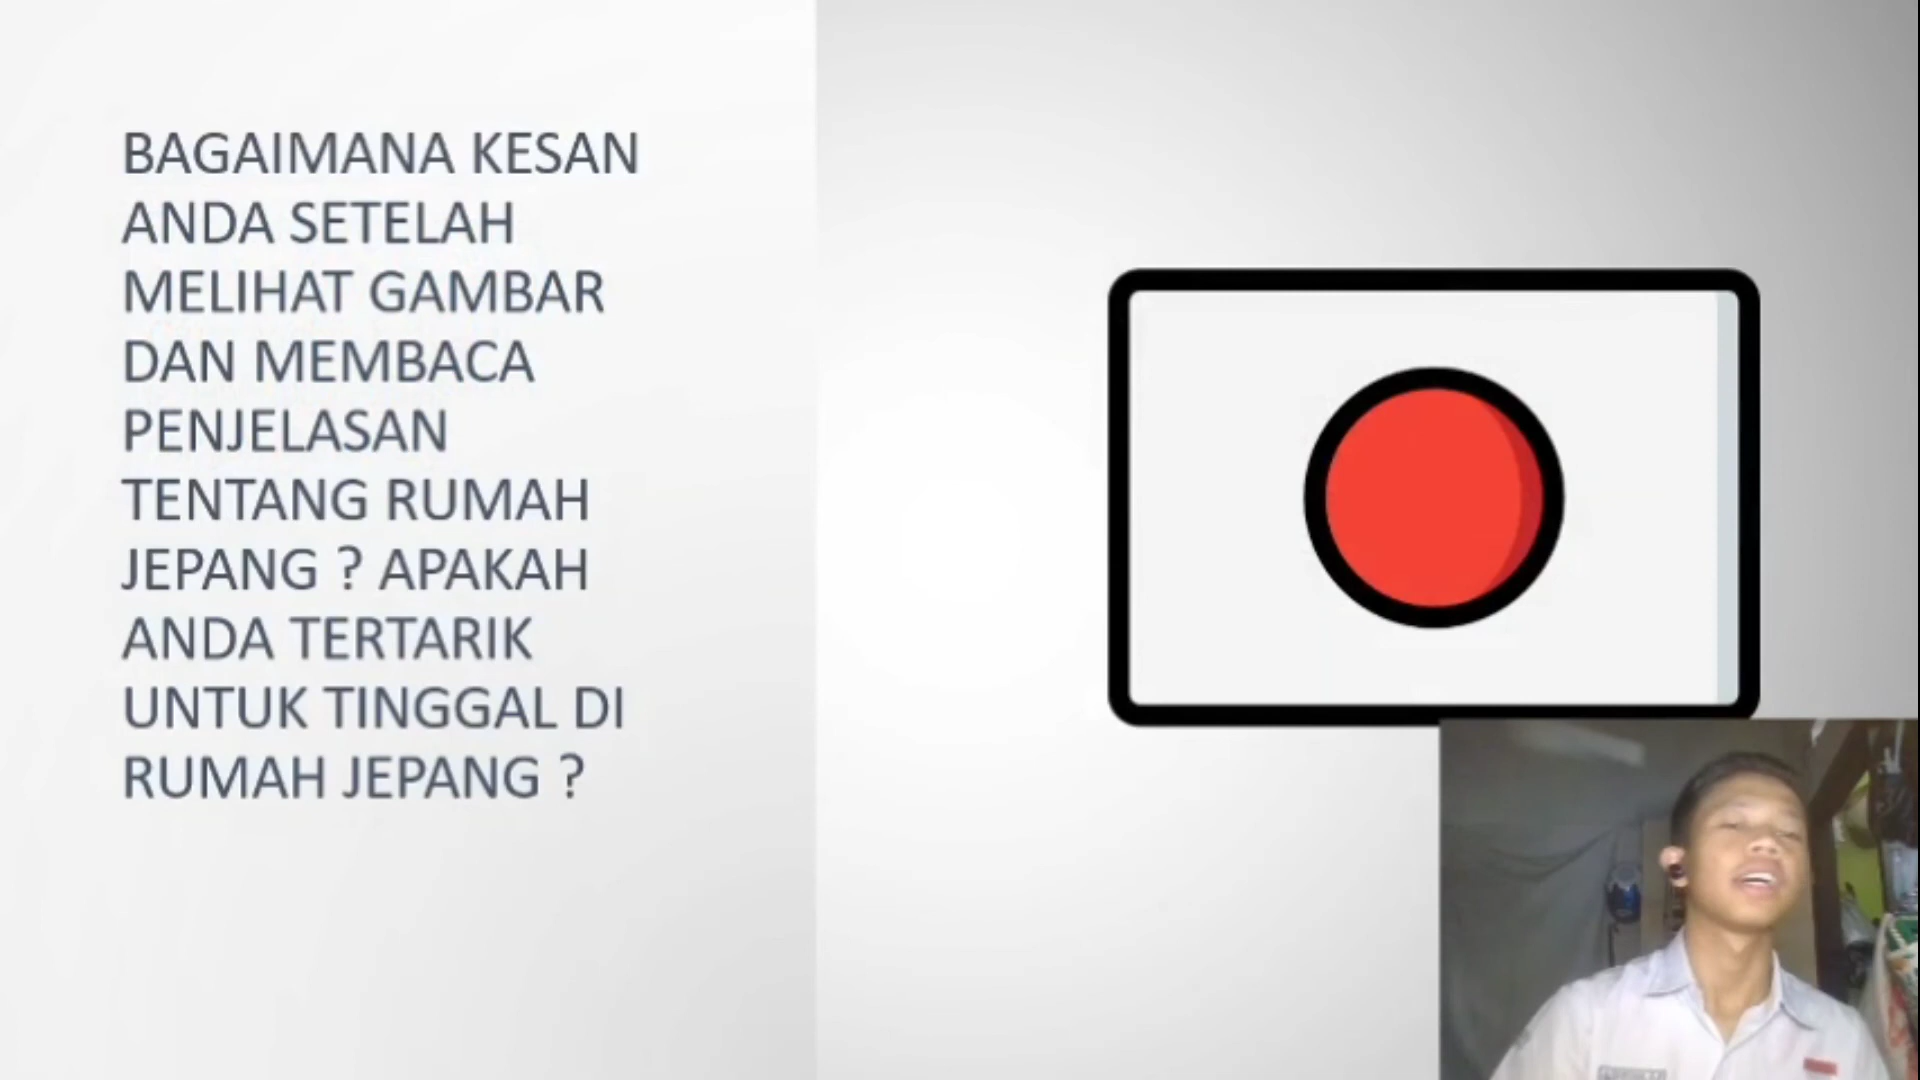 BAGAIMANA KESAN
ANDA SETELAH
MELIHAT GAMBAR
DAN MEMBACA
PENJELASAN
TENTANG RUMAH
JEPANG ? APAKAH
ANDA TERTARIK
UNTUK TINGGAL DI
RUMAH JEPANG ?